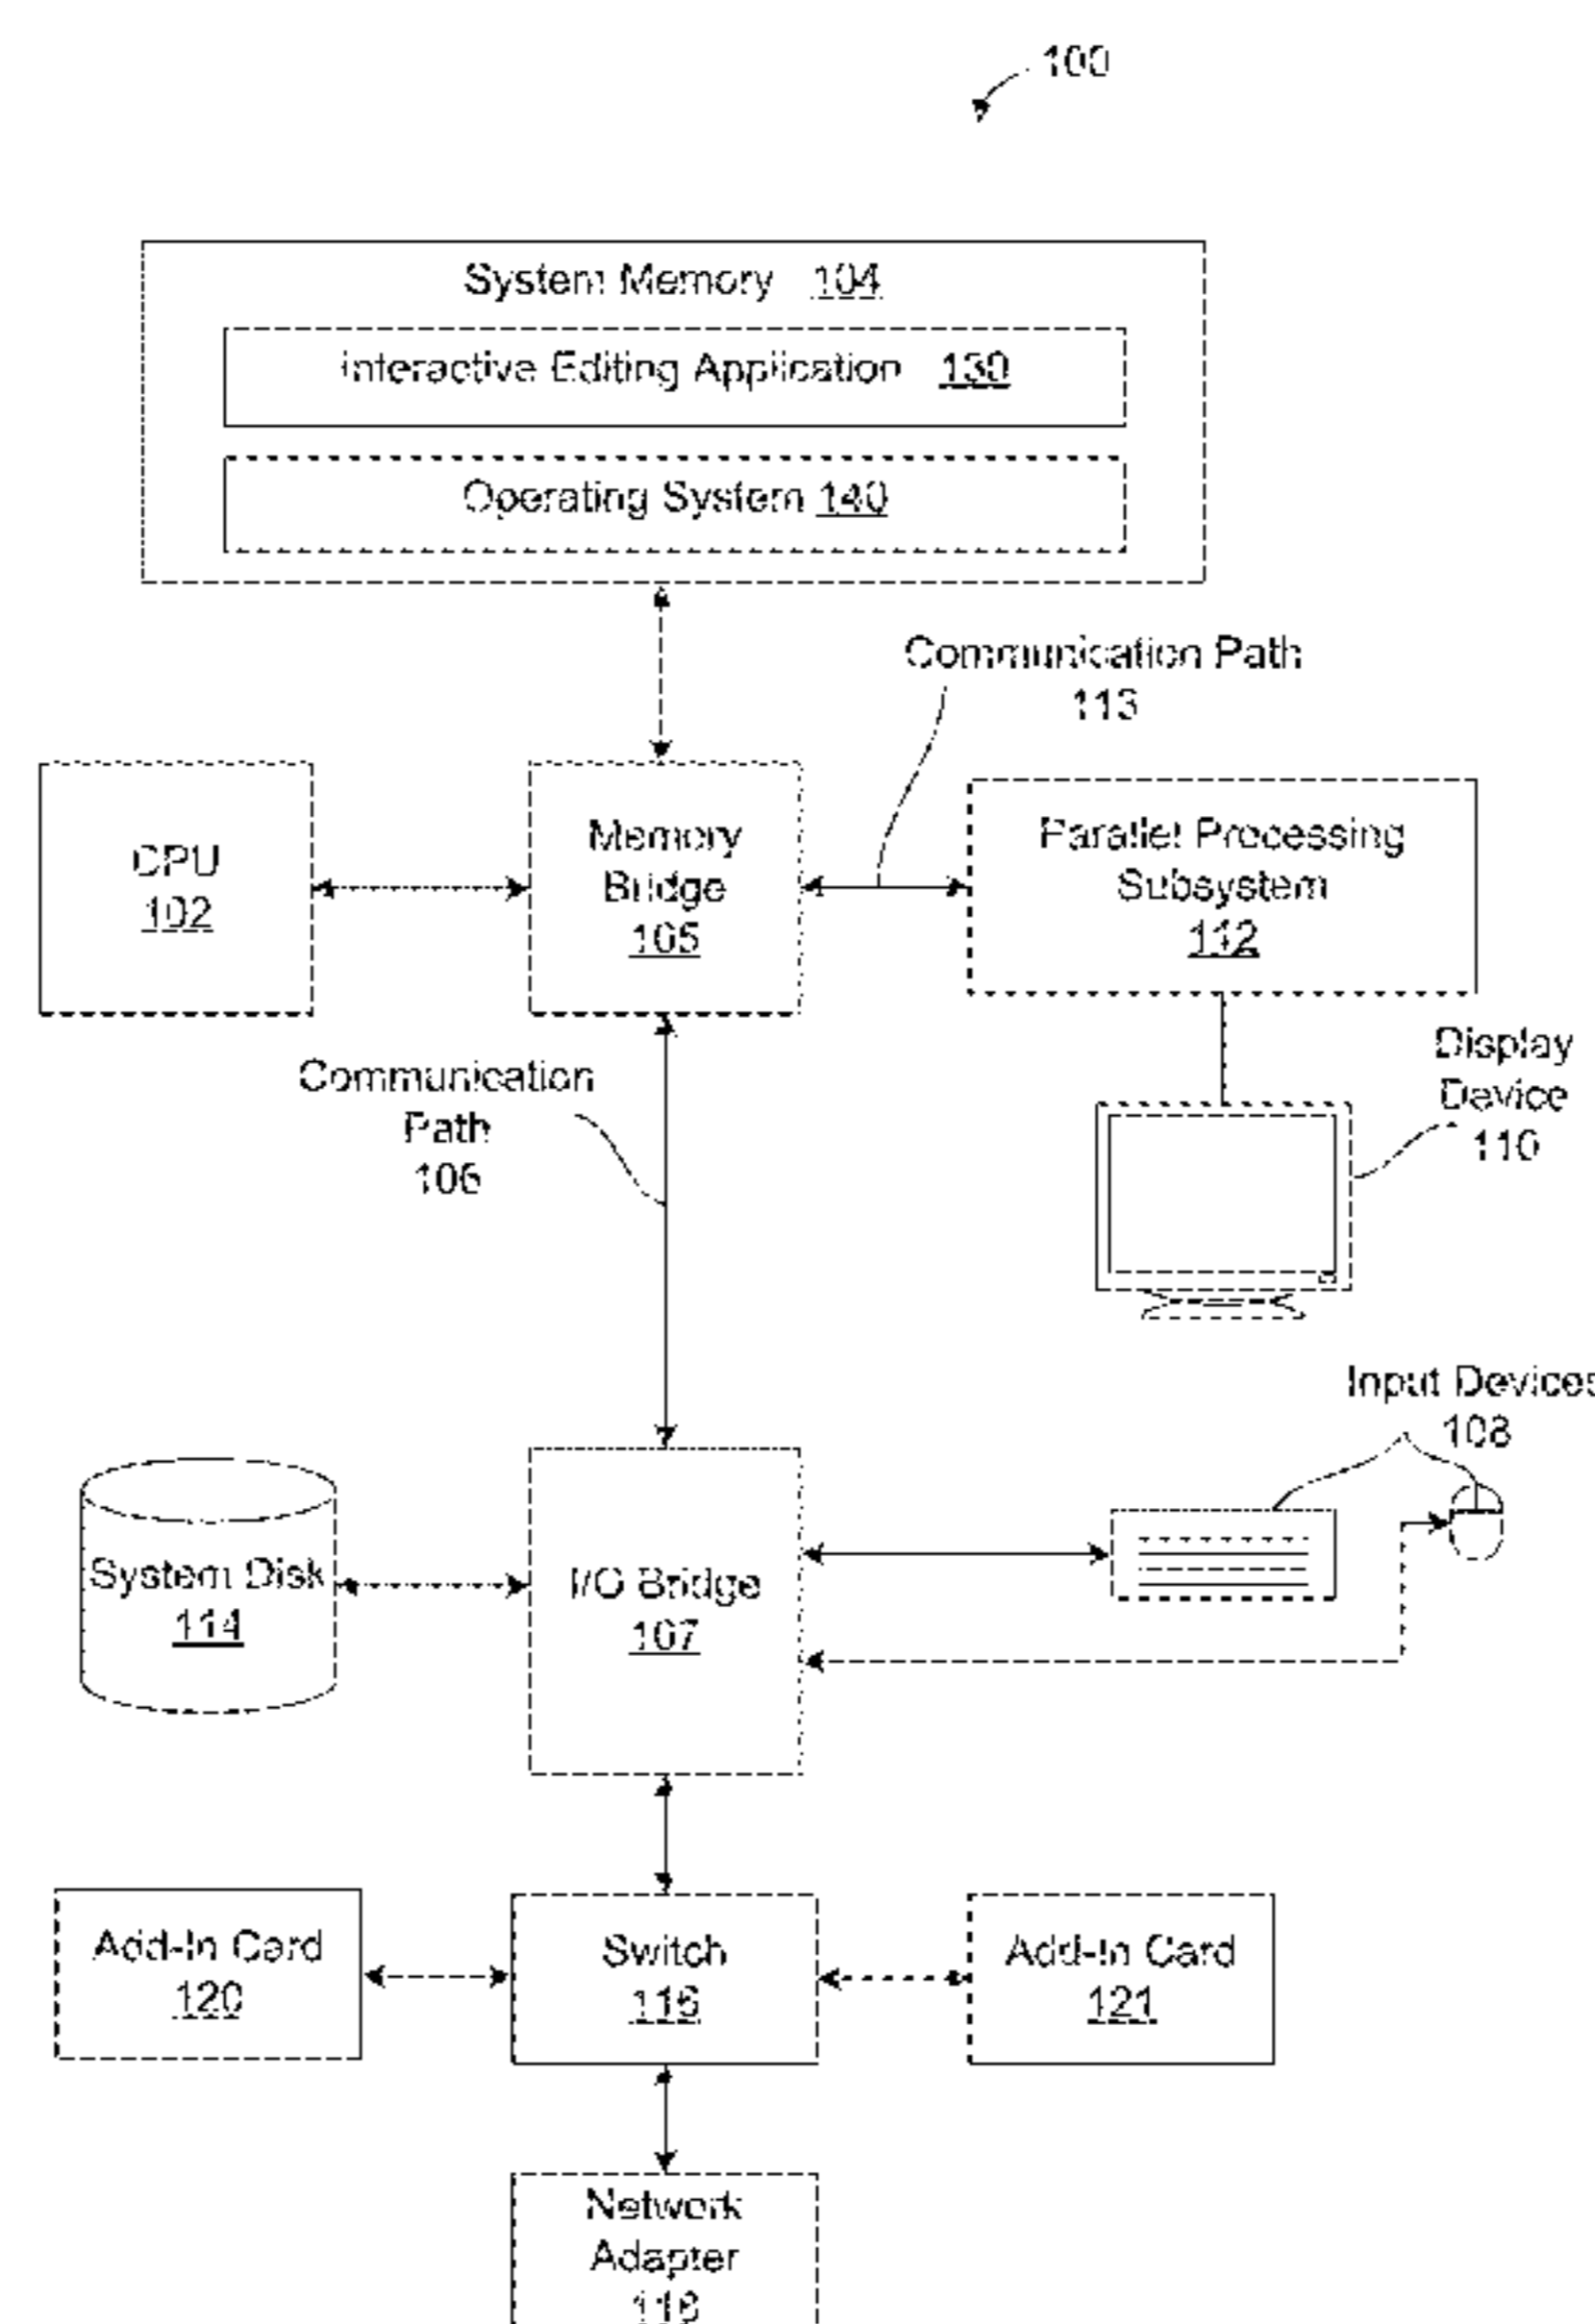 100
System Memory 104
Interactive Editing Application 130
Operating System 140
Communication Path
113
CPU
102
Memory
Bridge
105
Parallel Processing
Subsystem
112
Communication
Path
106
Display
Device
110
Input Devices
108
System Disk
114
I/O Bridge
107
Add-In Card
120
Switch
116
Add-In Card
121
Network
Adapter
118